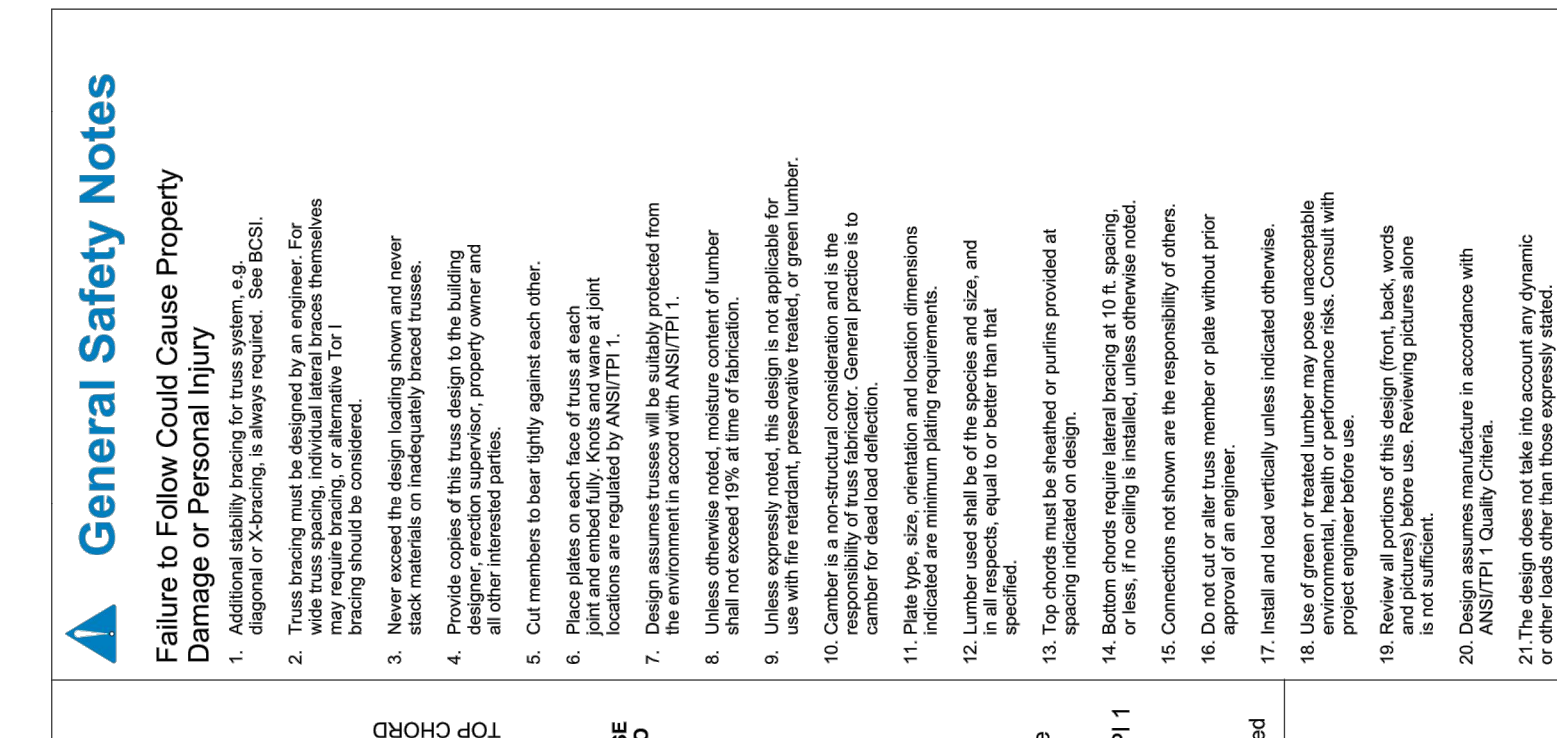 General Safety Notes
Failure to Follow Could Cause Property
Damage or Personal Injury
1. Additional stability bracing for truss system, e.g.
diagonal or X-bracing, is always required. See BCSI.
2. Truss bracing must be designed by an engineer. For
wide truss spacing, individual lateral braces themselves
may require bracing, or alternative Tor I
bracing should be considered.
3. Never exceed the design loading shown and never
stack materials on inadequately braced trusses.
4. Provide copies of this truss design to the building
designer, erection supervisor, property owner and
all other interested parties.
5. Cut members to bear tightly against each other.
6. Place plates on each face of truss at each
joint and embed fully. Knots and wane at joint
locations are regulated by ANSI/TPI 1.
7. Design assumes trusses will be suitably protected from
the environment in accord with ANSI/TPI 1.
8. Unless otherwise noted, moisture content of lumber
shall not exceed 19% at time of fabrication.
9. Unless expressly noted, this design is not applicable for
use with fire retardant, preservative treated, or green lumber.
10. Camber is a non-structural consideration and is the
responsibility of truss fabricator. General practice is to
camber for dead load deflection.
11. Plate type, size, orientation and location dimensions
indicated are minimum plating requirements.
12. Lumber used shall be of the species and size, and
in all respects, equal to or better than that
specified.
13. Top chords must be sheathed or purlins provided at
spacing indicated on design.
14. Bottom chords require lateral bracing at 10 ft. spacing,
or less, if no ceiling is installed, unless otherwise noted.
15. Connections not shown are the responsibility of others.
16. Do not cut or alter truss member or plate without prior
approval of an engineer.
17. Install and load vertically unless indicated otherwise.
18. Use of green or treated lumber may pose unacceptable
environmental, health or performance risks. Consult with
project engineer before use.
19. Review all portions of this design (front, back, words
and pictures) before use. Reviewing pictures alone
is not sufficient.
20. Design assumes manufacture in accordance with
ANSI/TPI 1 Quality Criteria.
21.The design does not take into account any dynamic
or other loads other than those expressly stated.
TOP CHORD